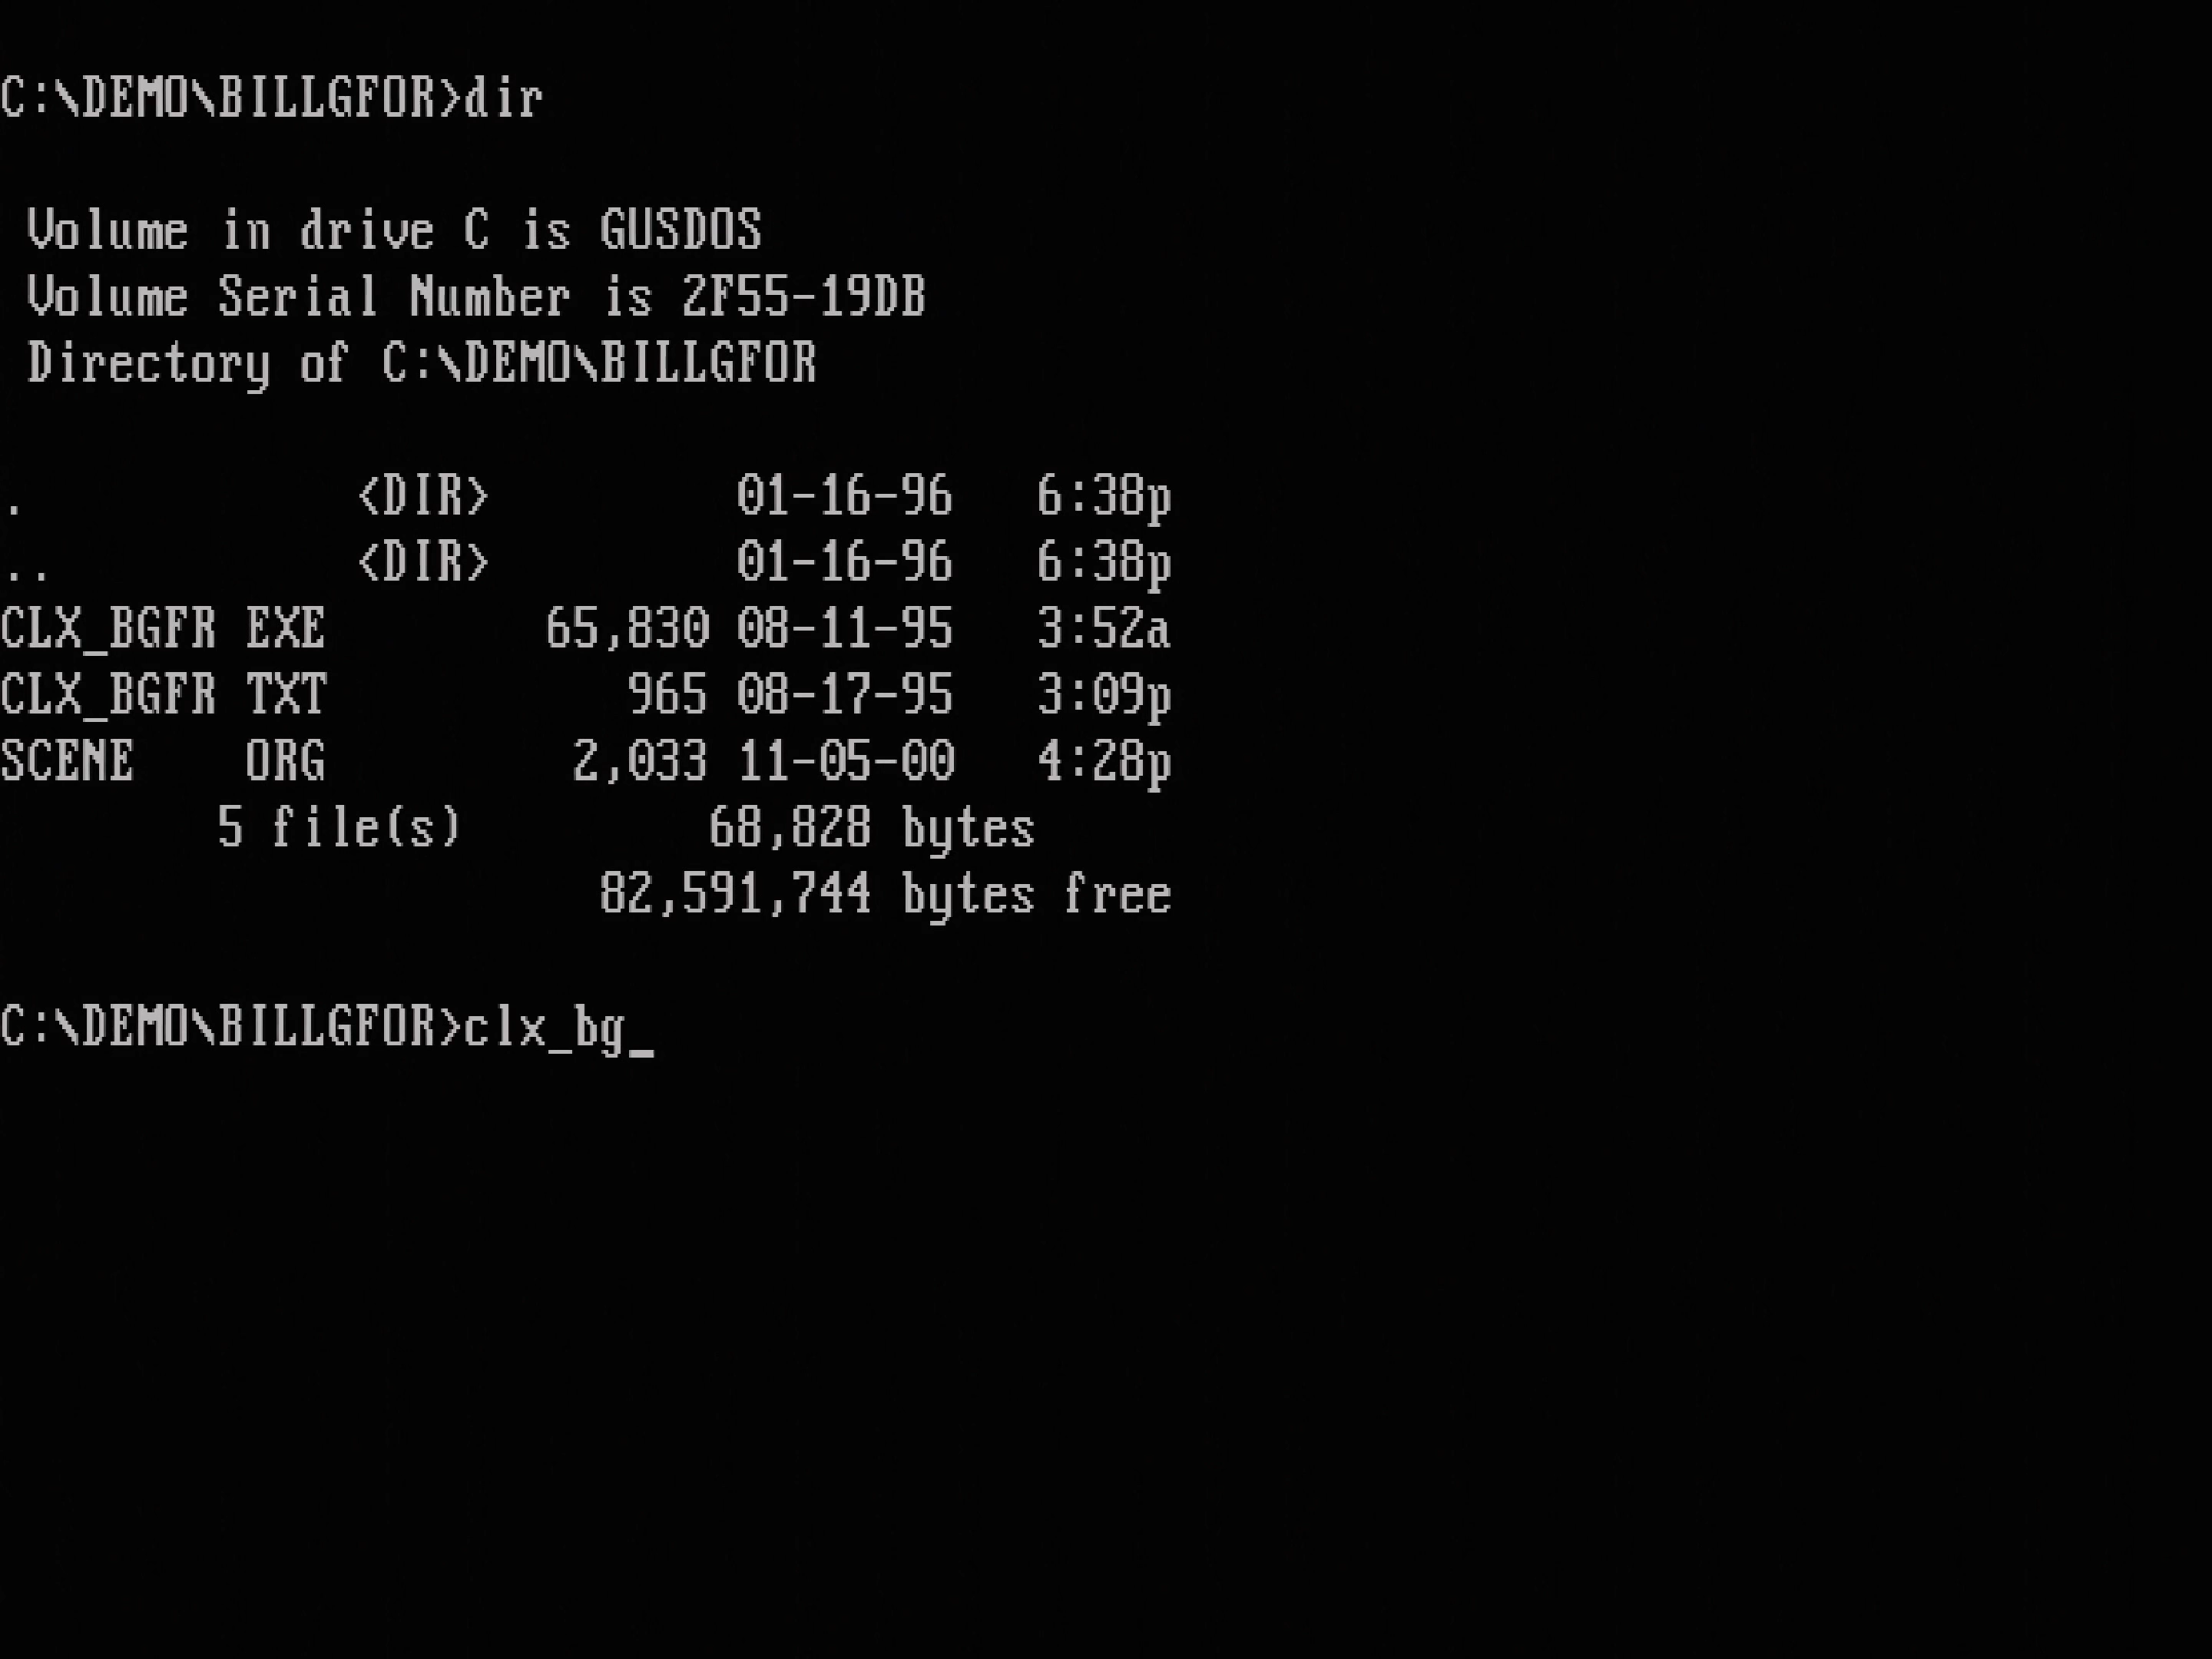 C:\DEMO\BILLGFOR>dir
Volume in drive C is GUSDOS
Volume Serial Number is 2F55-19DB
Directory of C:\DEMO\BILLGFOR
.            <DIR>         01-16-96   6:38p
..           <DIR>         01-16-96   6:38p
CLX_BGFR EXE        65,830 08-11-95   3:52a
CLX_BGFR TXT           965 08-17-95   3:09p
SCENE    ORG         2,033 11-05-00   4:28p
5 file(s)         68,828 bytes
82,591,744 bytes free
C:\DEMO\BILLGFOR>clx_bg_